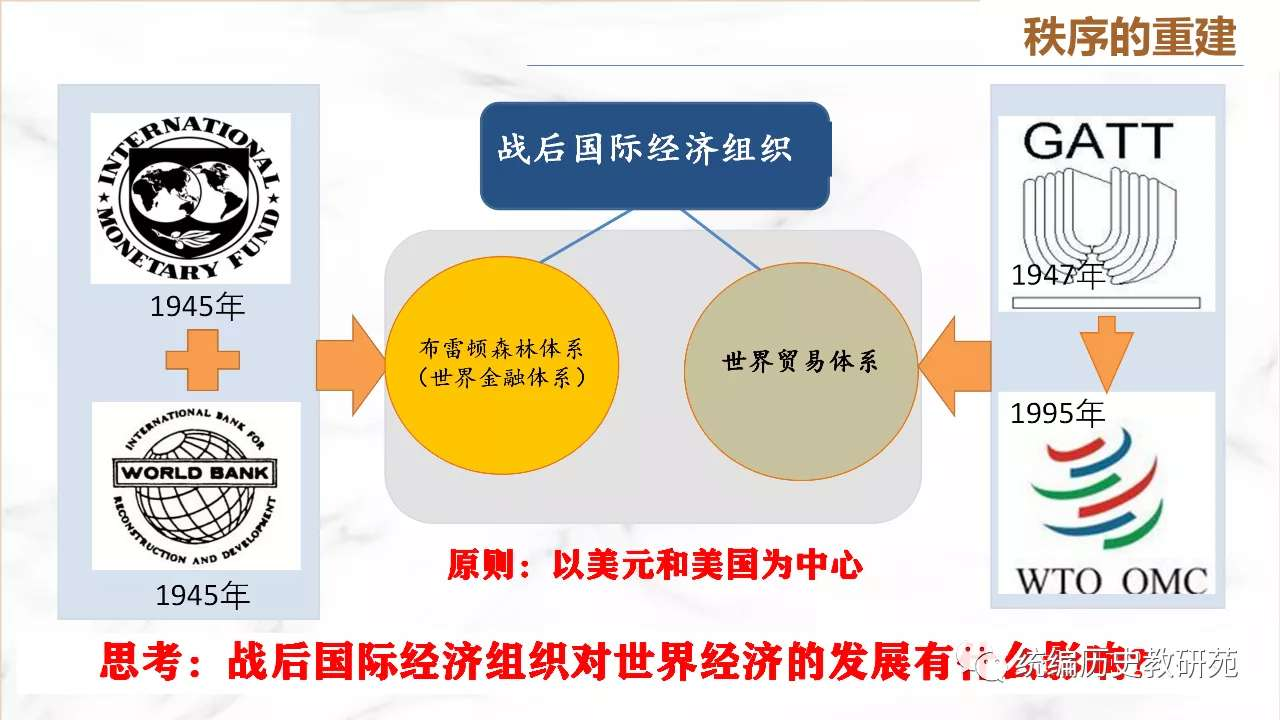 秩序的重建
战后国际经济组织
INTERNATIONAL MONETARY FUND
1945年
INTERNATIONAL BANK FOR
WORLD BANK
RECONSTRUCTION AND DEVELOPMENT
1945年
布雷顿森林体系
（世界金融体系）
世界贸易体系
GATT
1947年
1995年
WTO OMC
原则：以美元和美国为中心
思考：战后国际经济组织对世界经济的发展有什么影响？
统编历史教研苑